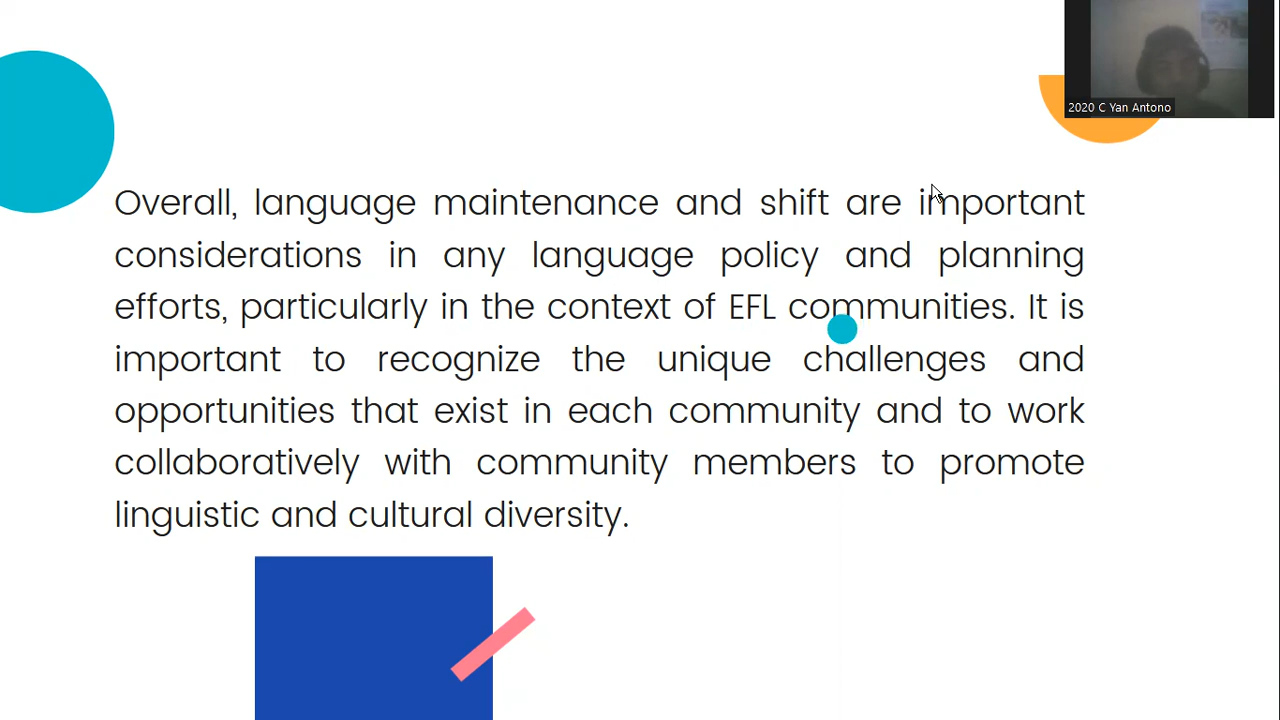 2020 C Yan Antono
Overall, language maintenance and shift are important
considerations in any language policy and planning
efforts, particularly in the context of EFL communities. It is
important to recognize the unique challenges and
opportunities that exist in each community and to work
collaboratively with community members to promote
linguistic and cultural diversity.